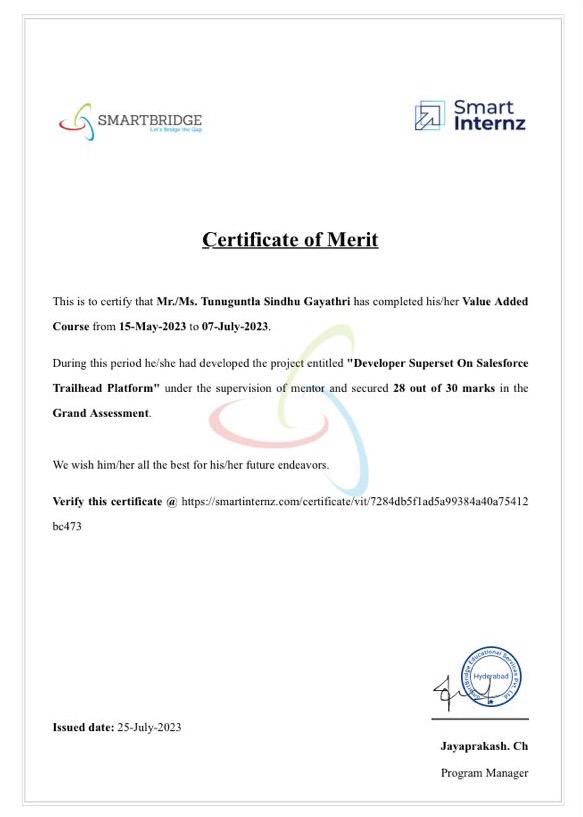 SMARTBRIDGE
Let's Bridge the Gap
Smart
Internz
Certificate of Merit
This is to certify that Mr./Ms. Tunuguntla Sindhu Gayathri has completed his/her Value Added
Course from 15-May-2023 to 07-July-2023.
During this period he/she had developed the project entitled "Developer Superset On Salesforce
Trailhead Platform" under the supervision of mentor and secured 28 out of 30 marks in the
Grand Assessment.
We wish him/her all the best for his/her future endeavors.
Verify this certificate @ https://smartinternz.com/certificate/vit/7284db5f1ad5a99384a40a75412
bc473
SmartBridge Educational Services Pvt. Ltd.
Hyderabad
Issued date: 25-July-2023
Jayaprakash. Ch
Program Manager